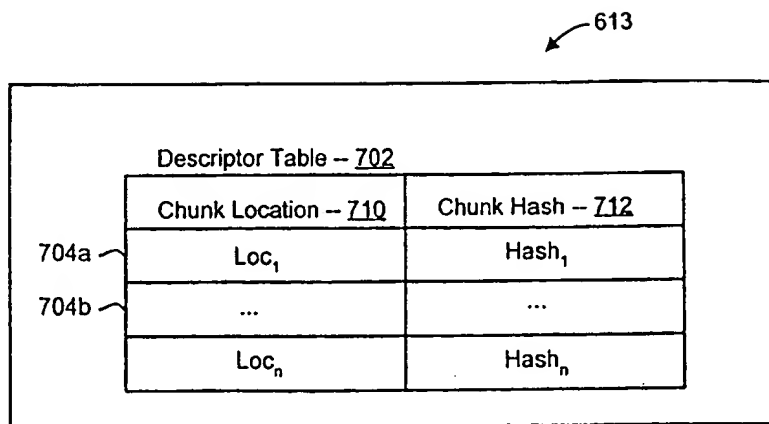 613
Descriptor Table -- 702
Chunk Location -- 710 Chunk Hash -- 712
704a Loc₁ Hash₁
704b ... ...
Locₙ Hashₙ